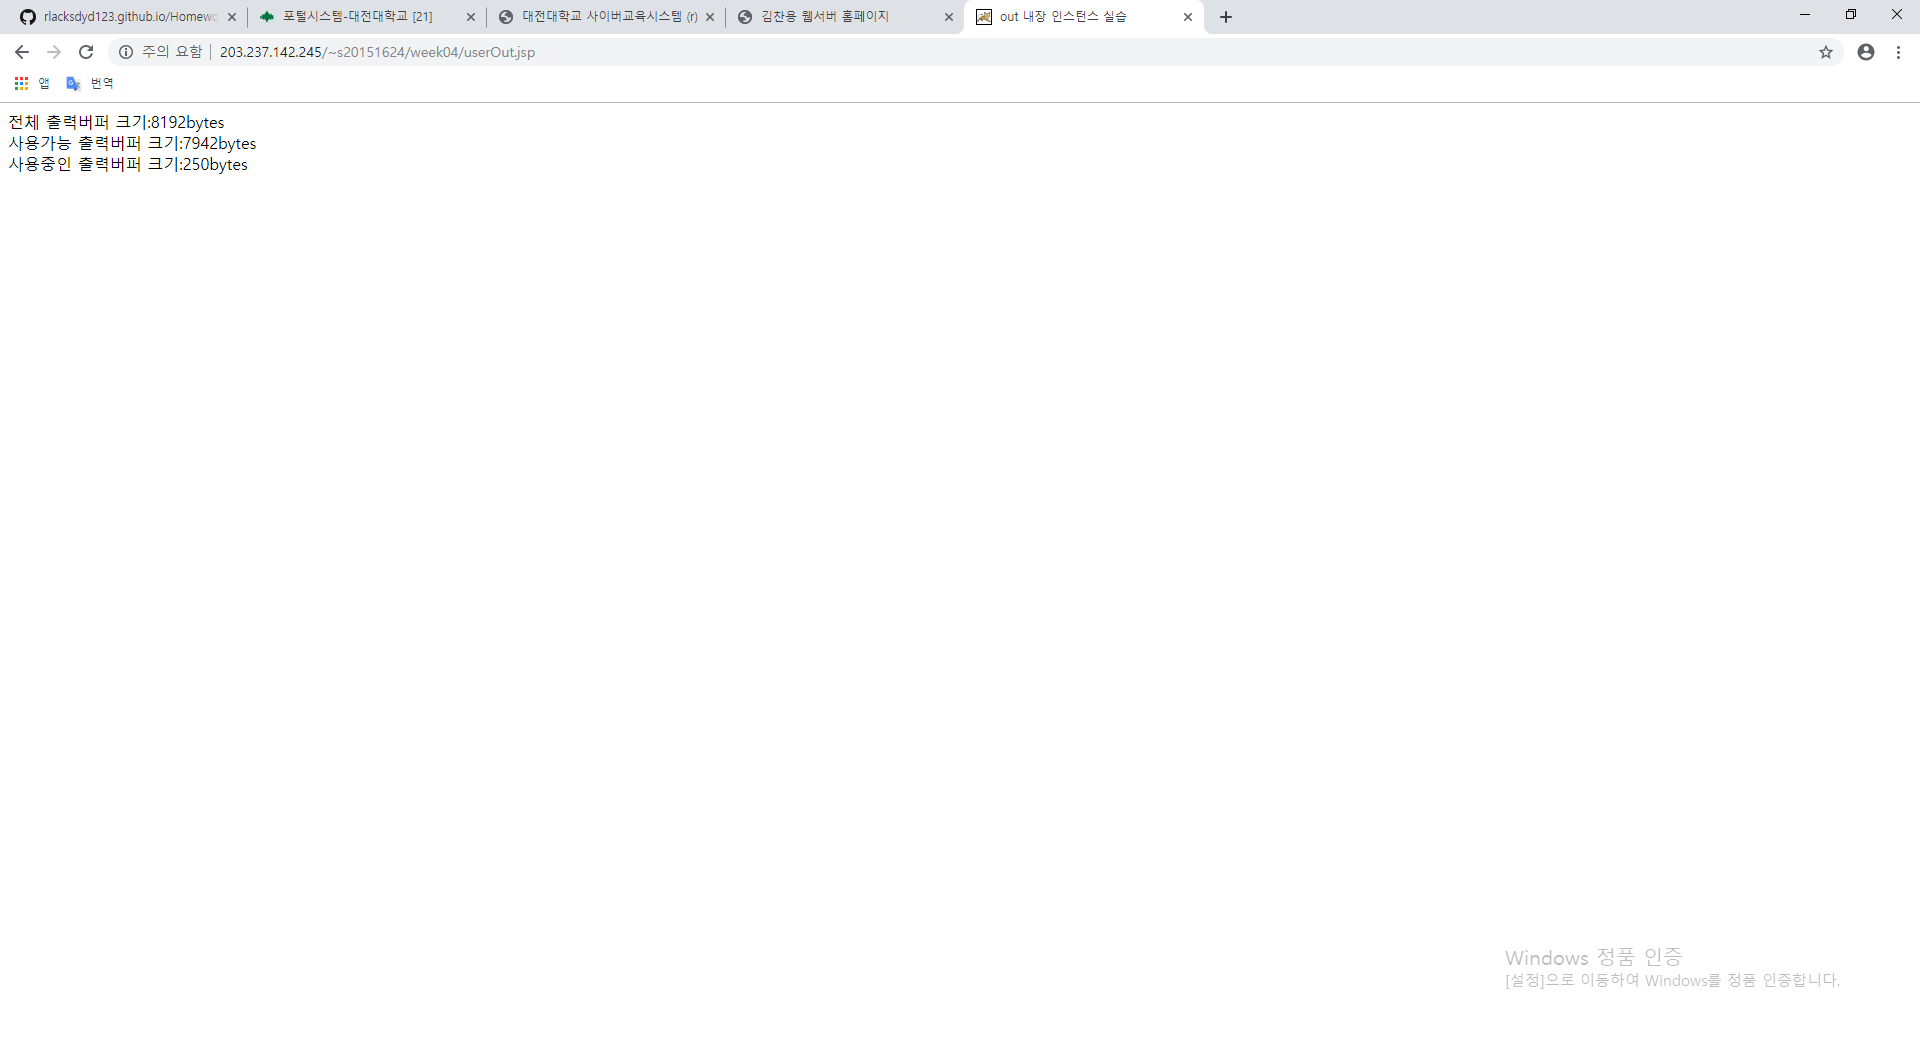 rlacksdyd123.github.io/Homewo
포털시스템-대전대학교 [21]
대전대학교 사이버교육시스템 (r)
김찬용 웹서버 홈페이지
out 내장 인스턴스 실습
주의 요함 203.237.142.245/~s20151624/week04/userOut.jsp
앱 번역
전체 출력버퍼 크기:8192bytes
사용가능 출력버퍼 크기:7942bytes
사용중인 출력버퍼 크기:250bytes
Windows 정품 인증
[설정]으로 이동하여 Windows를 정품 인증합니다.